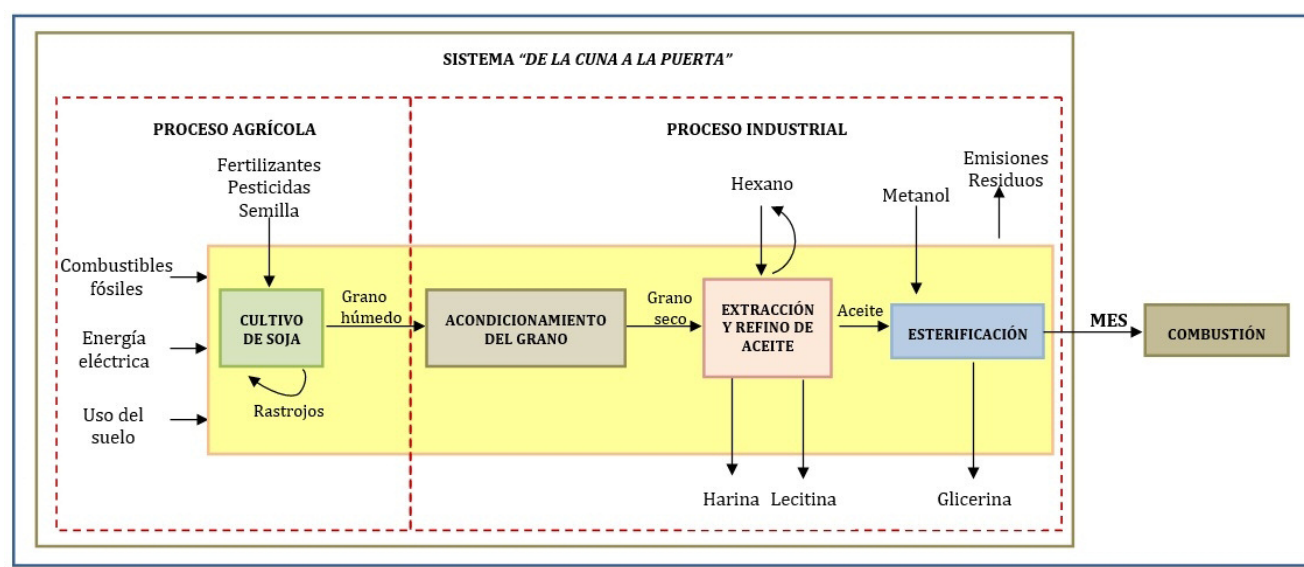 SISTEMA “DE LA CUNA A LA PUERTA”
PROCESO AGRÍCOLA
PROCESO INDUSTRIAL
Fertilizantes
Pesticidas
Semilla
Hexano
Metanol
Emisiones
Residuos
Combustibles
fósiles
Energía
eléctrica
Uso del
suelo
CULTIVO
DE SOJA
Rastrojos
Grano
húmedo
ACONDICIONAMIENTO
DEL GRANO
Grano
seco
EXTRACCIÓN
Y REFINO DE
ACEITE
Aceite
ESTERIFICACIÓN
MES
COMBUSTIÓN
Harina
Lecitina
Glicerina